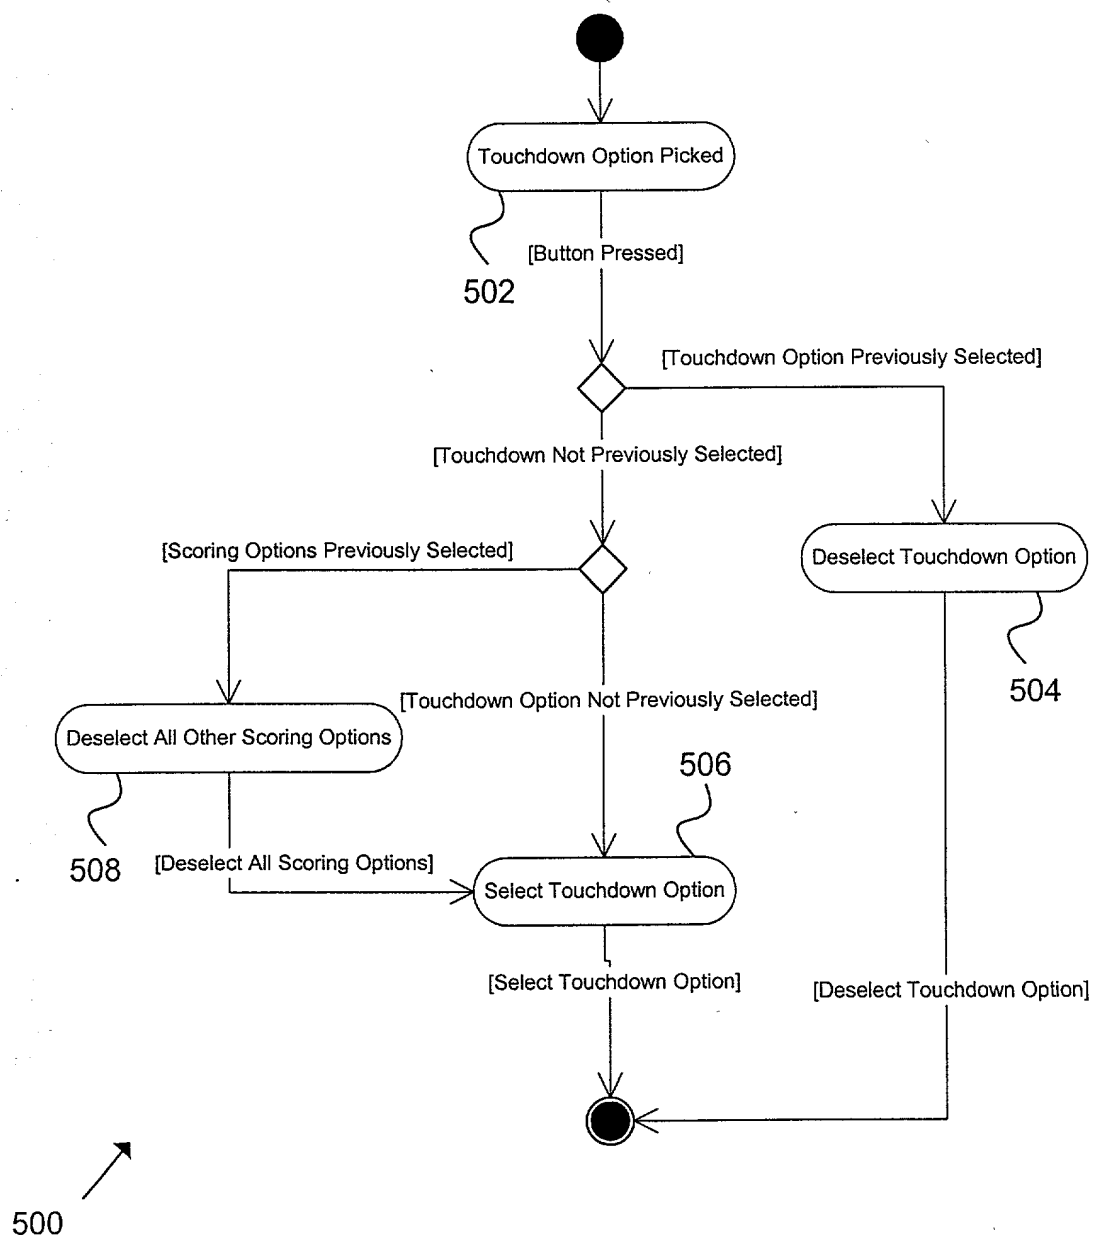 Touchdown Option Picked
[Button Pressed]
502
[Touchdown Option Previously Selected]
[Touchdown Not Previously Selected]
[Scoring Options Previously Selected]
Deselect Touchdown Option
504
[Touchdown Option Not Previously Selected]
Deselect All Other Scoring Options
506
508
[Deselect All Scoring Options]
Select Touchdown Option
[Select Touchdown Option]
[Deselect Touchdown Option]
500